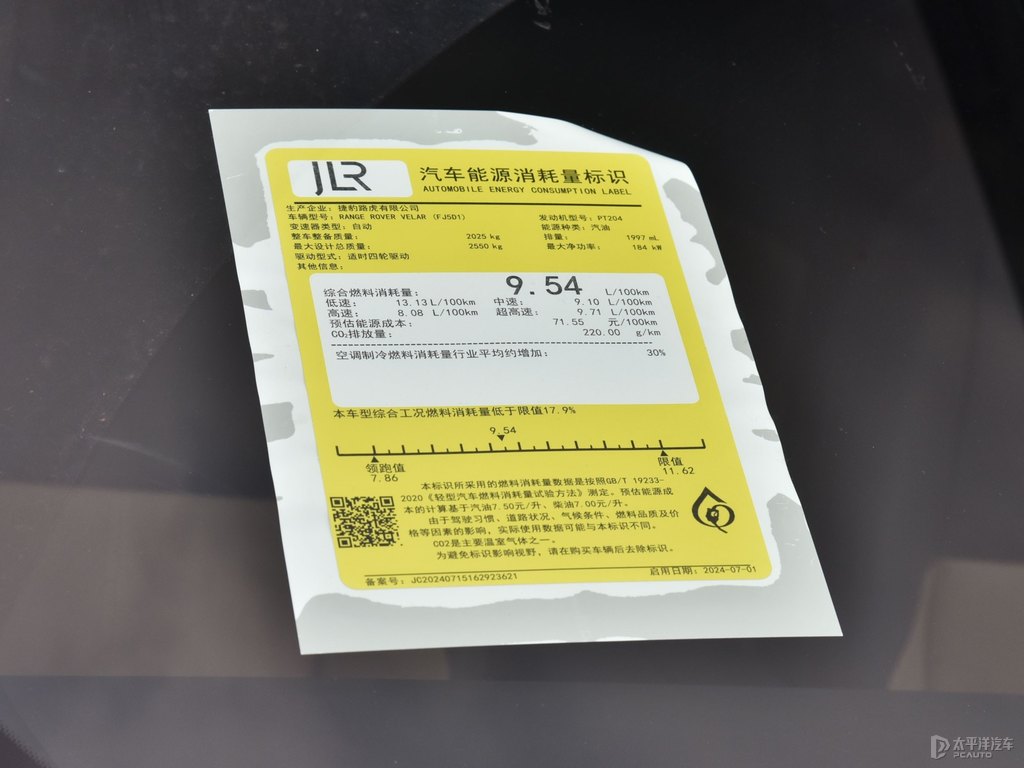 JLR
汽车能源消耗量标识
AUTOMOBILE ENERGY CONSUMPTION LABEL
生产企业：捷豹路虎有限公司
车辆型号：RANGE ROVER VELAR (FJ5D1) 发动机型号：PT204
变速器类型：自动 能源种类：汽油
整车整备质量：2025 kg 排量：1997 mL
最大设计总质量：2550 kg 最大净功率：184 kW
驱动型式：适时四轮驱动
其他信息：
综合燃料消耗量：9.54 L/100km
低速：13.13 L/100km 中速：9.10 L/100km
高速：8.08 L/100km 超高速：9.71 L/100km
预估能源成本：71.55 元/100km
CO₂排放量：220.00 g/km
空调制冷燃料消耗量行业平均约增加：30%
本车型综合工况燃料消耗量低于限值17.9%
9.54
领跑值 限值
7.86 11.62
本标识所采用的燃料消耗量数据是按照GB/T 19233-
2020《轻型汽车燃料消耗量试验方法》测定。预估能源成
本的计算基于汽油7.50元/升、柴油7.00元/升。
由于驾驶习惯、道路状况、气候条件、燃料品质及价
格等因素的影响，实际使用数据可能与本标识不同。
CO2是主要温室气体之一。
为避免标识影响视野，请在购买车辆后去除标识。
备案号：JC20240715162923621 启用日期：2024-07-01
太平洋汽车
PCAUTO